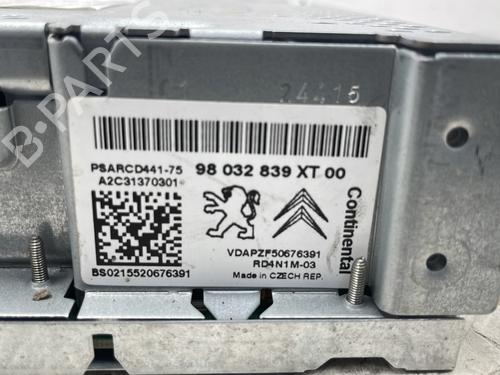 24415
PSARCD441-75
98 032 839 XT 00
A2C31370301
Continental
VDAPZF50676391
RD4N1M-03
BS0215520676391
Made in CZECH REP.
B-PARTS